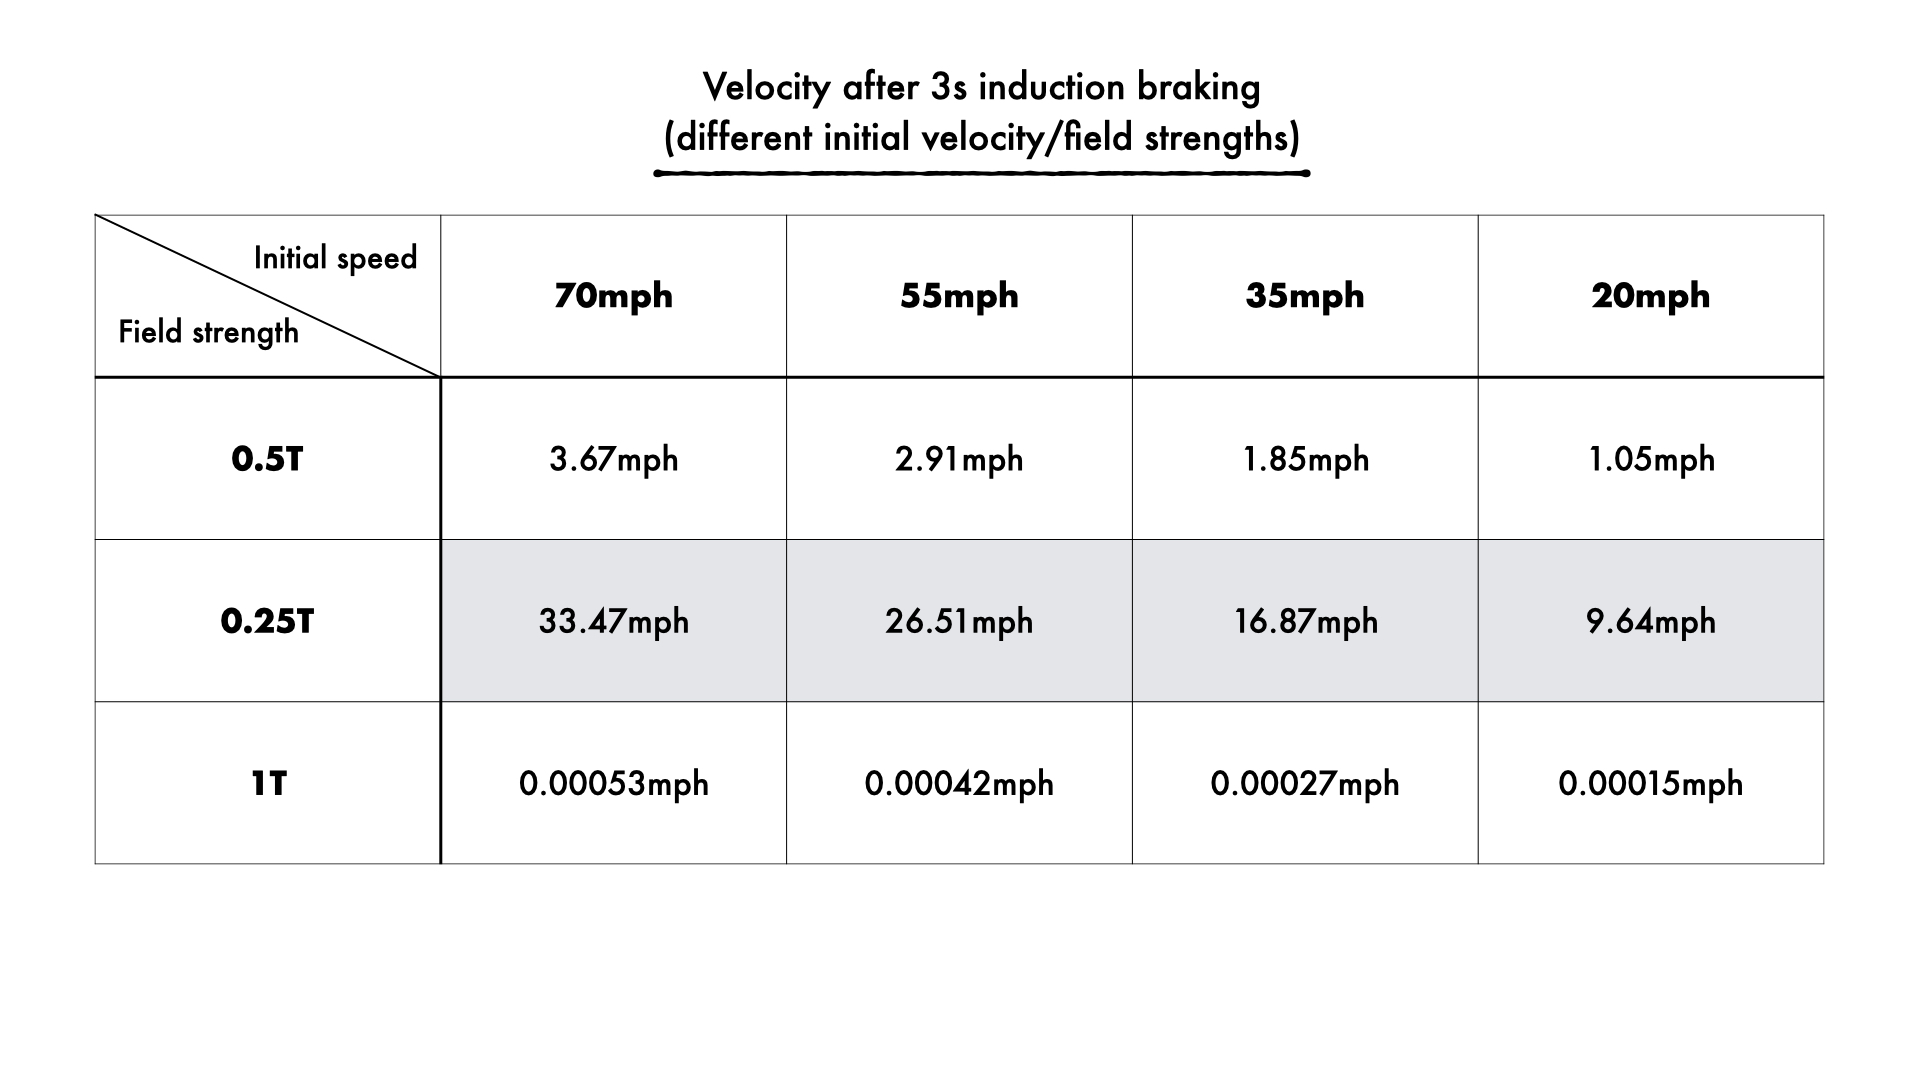 Velocity after 3s induction braking
(different initial velocity/field strengths)
Initial speed
Field strength
70mph
55mph
35mph
20mph
0.5T
3.67mph
2.91mph
1.85mph
1.05mph
0.25T
33.47mph
26.51mph
16.87mph
9.64mph
1T
0.00053mph
0.00042mph
0.00027mph
0.00015mph